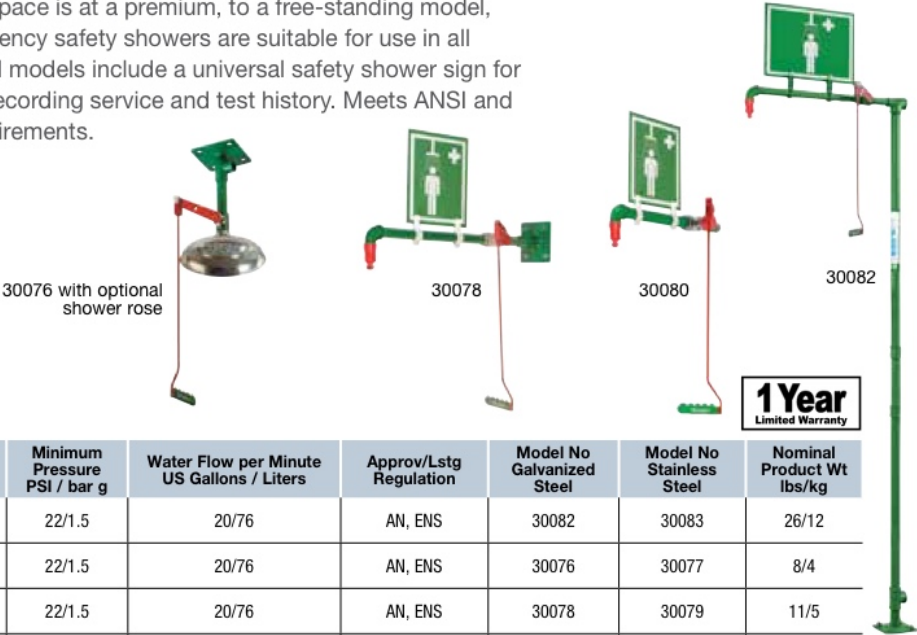 pace is at a premium, to a free-standing model,
ency safety showers are suitable for use in all
models include a universal safety shower sign for
ecording service and test history. Meets ANSI and
irements.
30076 with optional
shower rose
30078
30080
30082
1 Year
Limited Warranty
Minimum Pressure PSI / bar g | Water Flow per Minute US Gallons / Liters | Approv/Lstg Regulation | Model No Galvanized Steel | Model No Stainless Steel | Nominal Product Wt lbs/kg
22/1.5 | 20/76 | AN, ENS | 30082 | 30083 | 26/12
22/1.5 | 20/76 | AN, ENS | 30076 | 30077 | 8/4
22/1.5 | 20/76 | AN, ENS | 30078 | 30079 | 11/5